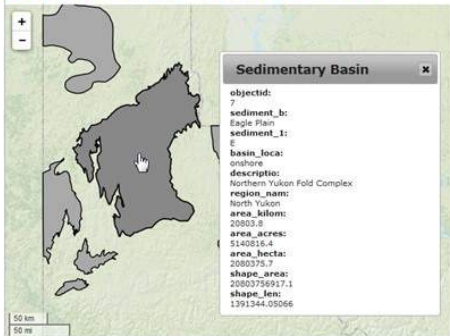 +
-
Sedimentary Basin
x
objectid:
7
sediment_b:
Eagle Plain
sediment_1:
E
basin_loca:
onshore
descriptio:
Northern Yukon Fold Complex
region_nam:
North Yukon
area_kilom:
20803.8
area_acres:
5140816.4
area_hecta:
2080375.7
shape_area:
20803756917.1
shape_len:
1391344.05066
50 km
50 mi